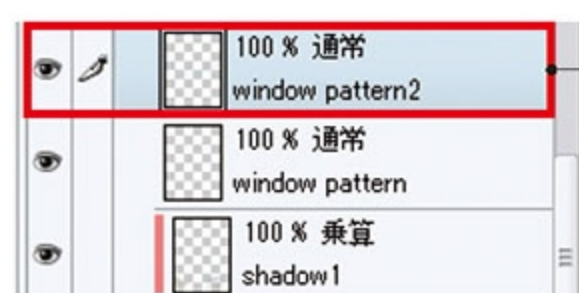 100 % 通常
window pattern2
100 % 通常
window pattern
100 % 乗算
shadow1